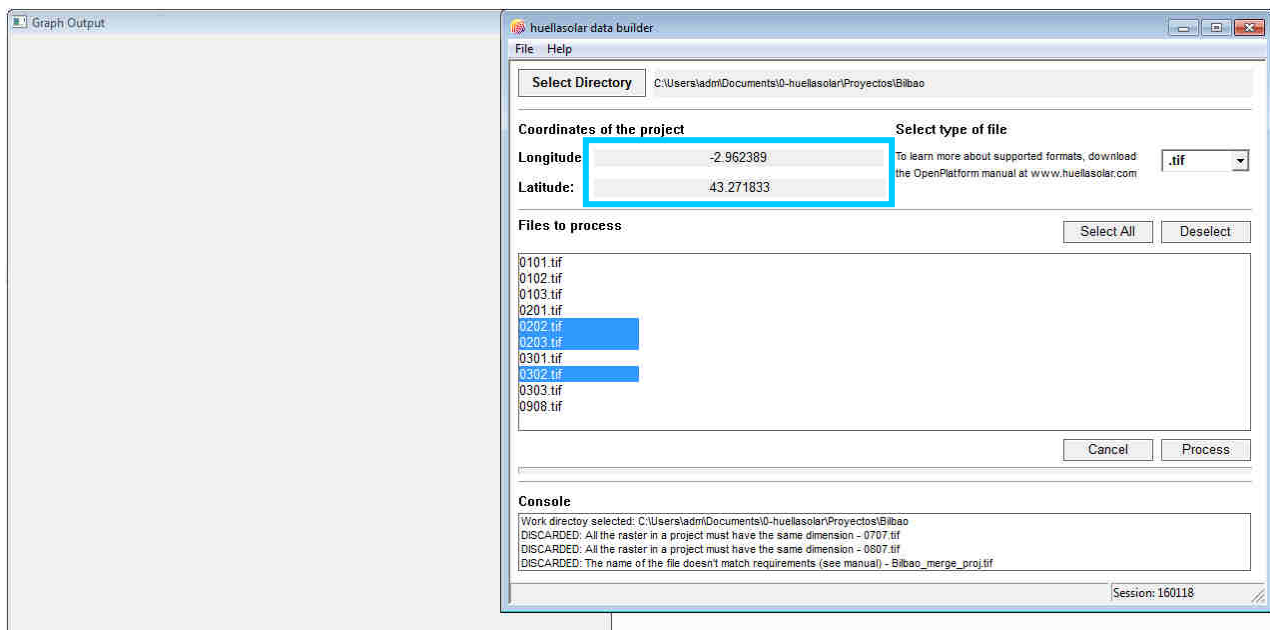 Graph Output
huellasolar data builder
File Help
Select Directory C:\Users\adm\Documents\0-huellasolar\Proyectos\Bilbao
Coordinates of the project
Select type of file
Longitude -2.962389
To learn more about supported formats, download
the OpenPlatform manual at www.huellasolar.com
.tif
Latitude: 43.271833
Files to process
Select All Deselect
0101.tif
0102.tif
0103.tif
0201.tif
0202.tif
0203.tif
0301.tif
0302.tif
0303.tif
0908.tif
Cancel Process
Console
Work directoy selected: C:\Users\adm\Documents\0-huellasolar\Proyectos\Bilbao
DISCARDED: All the raster in a project must have the same dimension - 0707.tif
DISCARDED: All the raster in a project must have the same dimension - 0807.tif
DISCARDED: The name of the file doesn't match requirements (see manual) - Bilbao_merge_proj.tif
Session: 160118